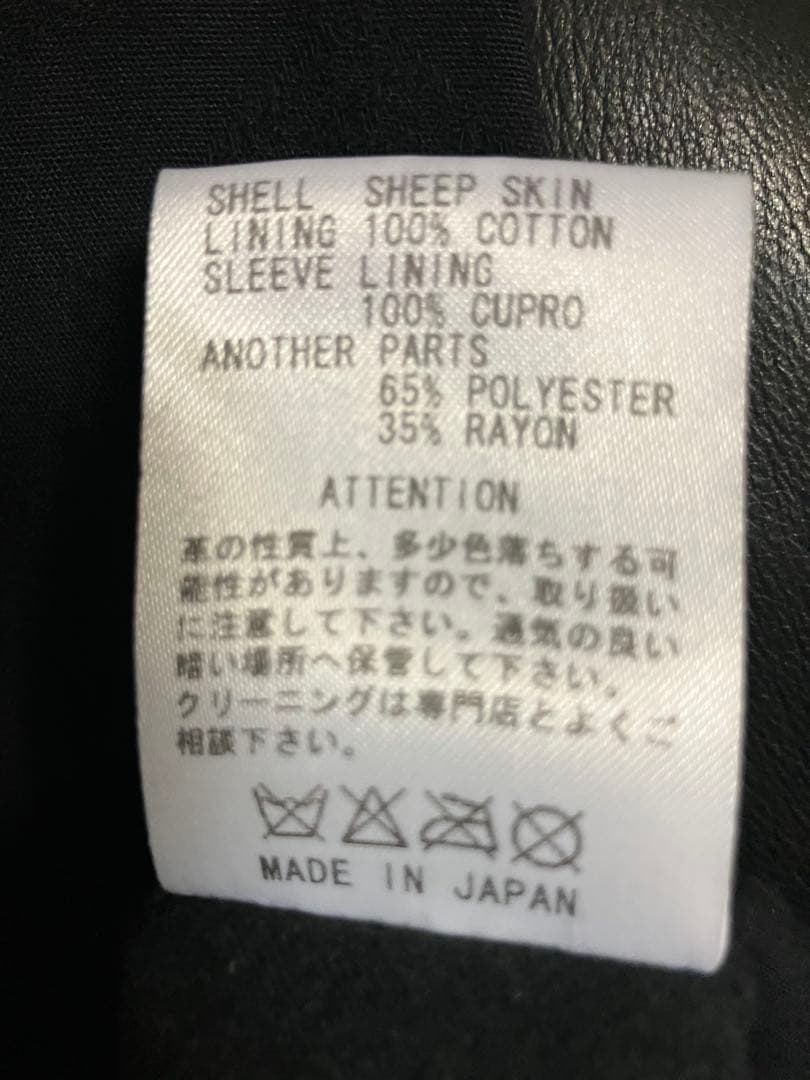 SHELL SHEEP SKIN
LINING 100% COTTON
SLEEVE LINING
100% CUPRO
ANOTHER PARTS
65% POLYESTER
35% RAYON
ATTENTION
革の性質上、多少色落ちする可
能性がありますので、取り扱い
に注意して下さい。通気の良い
暗い場所へ保管して下さい。
クリーニングは専門店とよくご
相談下さい。
MADE IN JAPAN